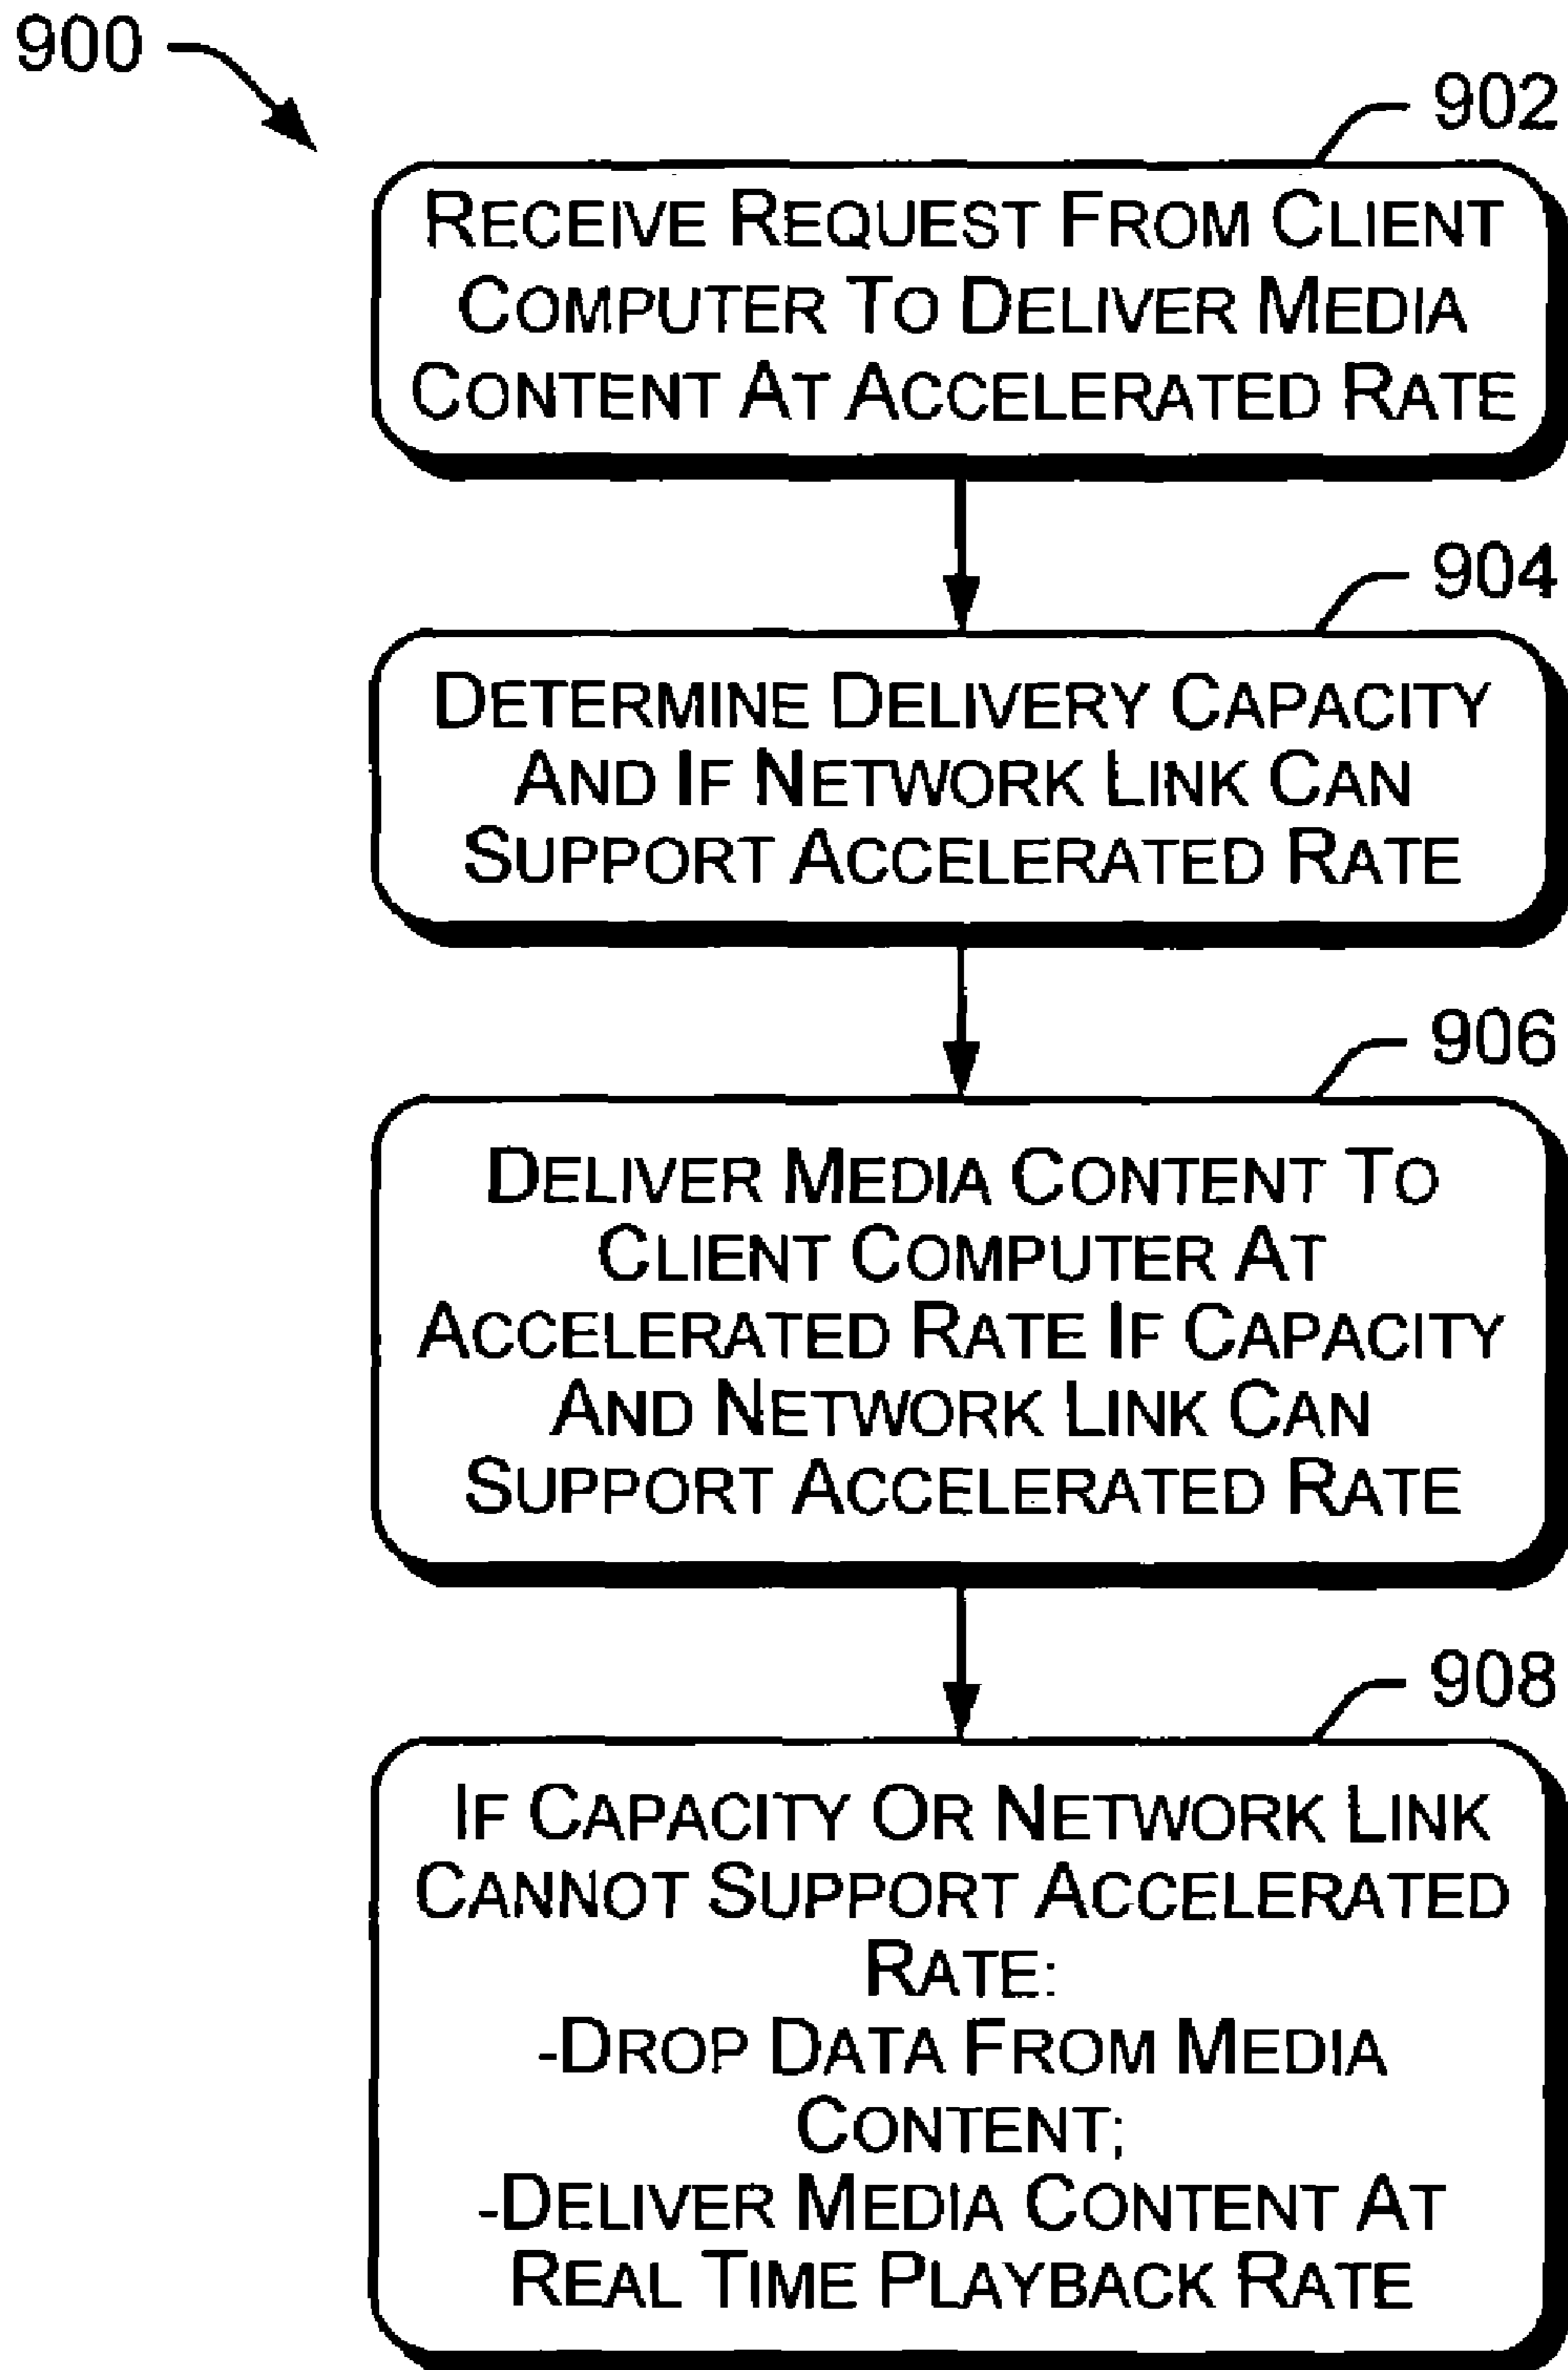 900
902
RECEIVE REQUEST FROM CLIENT
COMPUTER TO DELIVER MEDIA
CONTENT AT ACCELERATED RATE
904
DETERMINE DELIVERY CAPACITY
AND IF NETWORK LINK CAN
SUPPORT ACCELERATED RATE
906
DELIVER MEDIA CONTENT TO
CLIENT COMPUTER AT
ACCELERATED RATE IF CAPACITY
AND NETWORK LINK CAN
SUPPORT ACCELERATED RATE
908
IF CAPACITY OR NETWORK LINK
CANNOT SUPPORT ACCELERATED
RATE:
-DROP DATA FROM MEDIA
CONTENT;
-DELIVER MEDIA CONTENT AT
REAL TIME PLAYBACK RATE